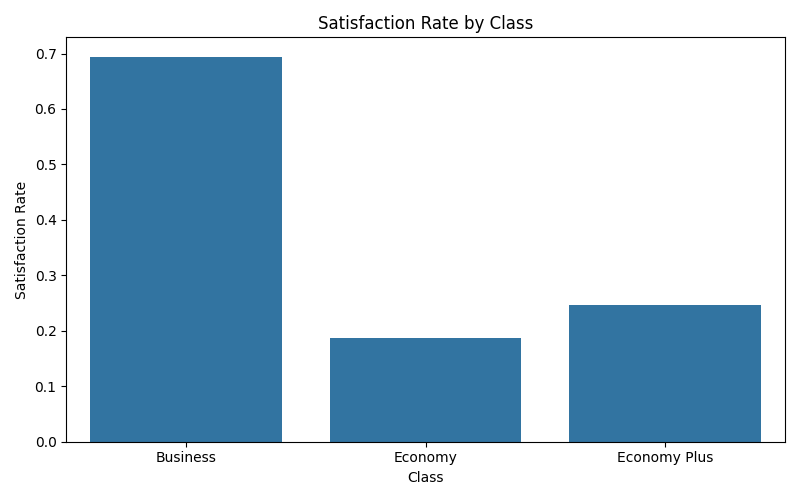 Satisfaction Rate by Class
0.7
0.6
0.5
0.4
0.3
0.2
0.1
0.0
Satisfaction Rate
Business
Economy
Economy Plus
Class